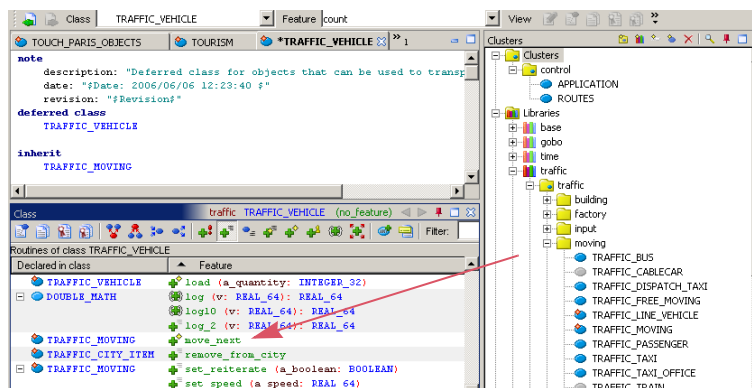 Class TRAFFIC_VEHICLE Feature count View
TOUCH_PARIS_OBJECTS TOURISM *TRAFFIC_VEHICLE 1
note
description: "Deferred class for objects that can be used to transp
date: "$Date: 2006/06/06 12:23:40 $"
revision: "$Revision$"
deferred class
TRAFFIC_VEHICLE
inherit
TRAFFIC_MOVING
Class traffic TRAFFIC_VEHICLE (no_feature)
Filter:
Routines of class TRAFFIC_VEHICLE
Declared in class Feature
TRAFFIC_VEHICLE load (a_quantity: INTEGER_32)
DOUBLE_MATH log (v: REAL_64): REAL_64
log10 (v: REAL_64): REAL_64
log_2 (v: REAL_64): REAL_64
TRAFFIC_MOVING move_next
TRAFFIC_CITY_ITEM remove_from_city
TRAFFIC_MOVING set_reiterate (a_boolean: BOOLEAN)
set_speed (a_speed: REAL_64)
Clusters
Clusters
control
APPLICATION
ROUTES
Libraries
base
gobo
time
traffic
traffic
building
factory
input
moving
TRAFFIC_BUS
TRAFFIC_CABLECAR
TRAFFIC_DISPATCH_TAXI
TRAFFIC_FREE_MOVING
TRAFFIC_LINE_VEHICLE
TRAFFIC_MOVING
TRAFFIC_PASSENGER
TRAFFIC_TAXI
TRAFFIC_TAXI_OFFICE
TRAFFIC_TRAIN